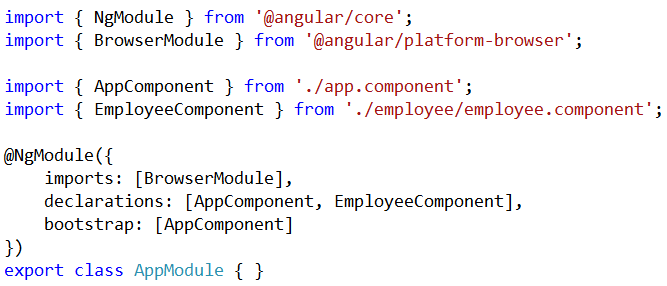 import { NgModule } from '@angular/core';
import { BrowserModule } from '@angular/platform-browser';
import { AppComponent } from './app.component';
import { EmployeeComponent } from './employee/employee.component';
@NgModule({
    imports: [BrowserModule],
    declarations: [AppComponent, EmployeeComponent],
    bootstrap: [AppComponent]
})
export class AppModule { }